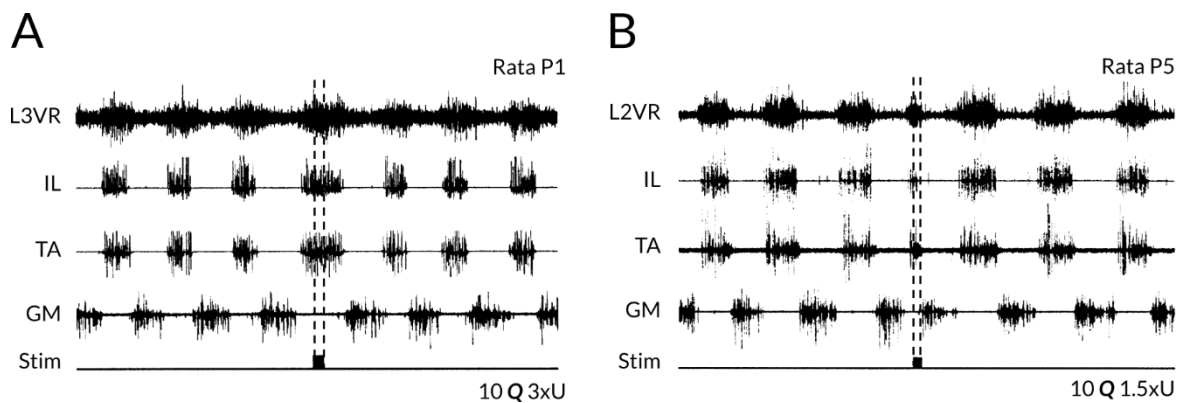 A
Rata P1
L3VR
IL
TA
GM
Stim
10 Q 3xU
B
Rata P5
L2VR
IL
TA
GM
Stim
10 Q 1.5xU